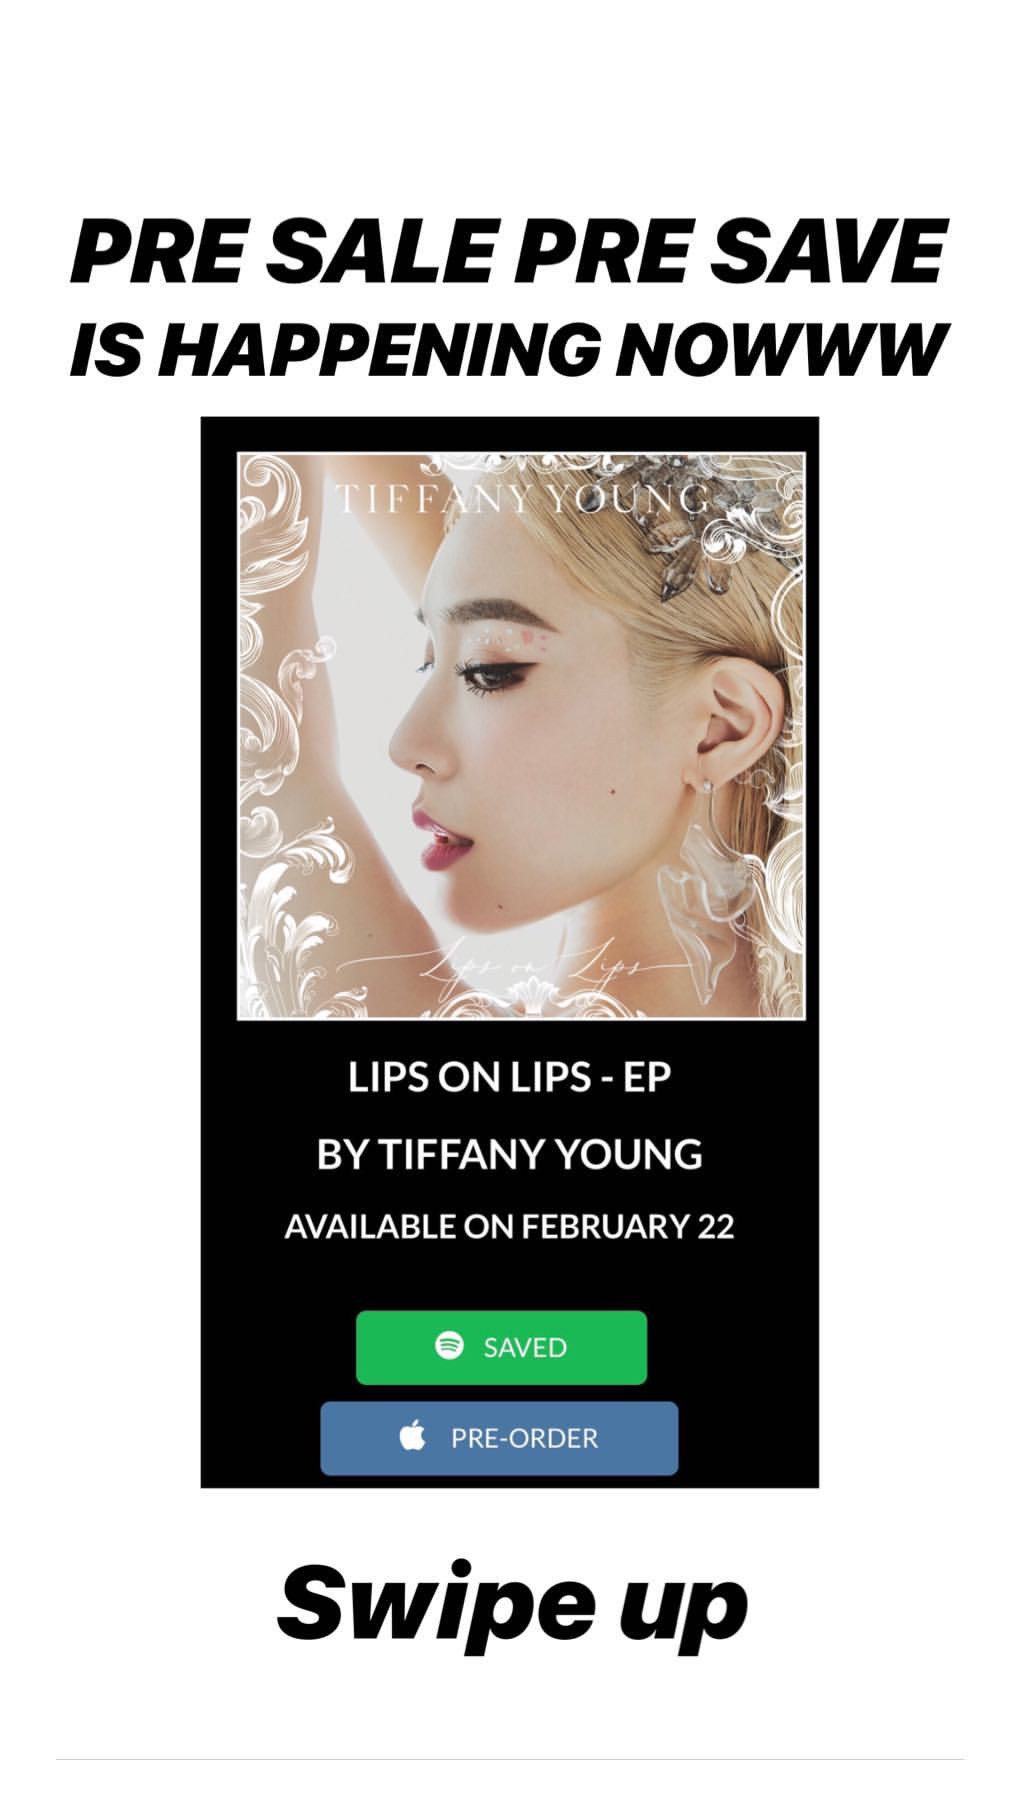 PRE SALE PRE SAVE
IS HAPPENING NOWWW
TIFFANY YOUNG
Lips on Lips
LIPS ON LIPS - EP
BY TIFFANY YOUNG
AVAILABLE ON FEBRUARY 22
SAVED
PRE-ORDER
Swipe up